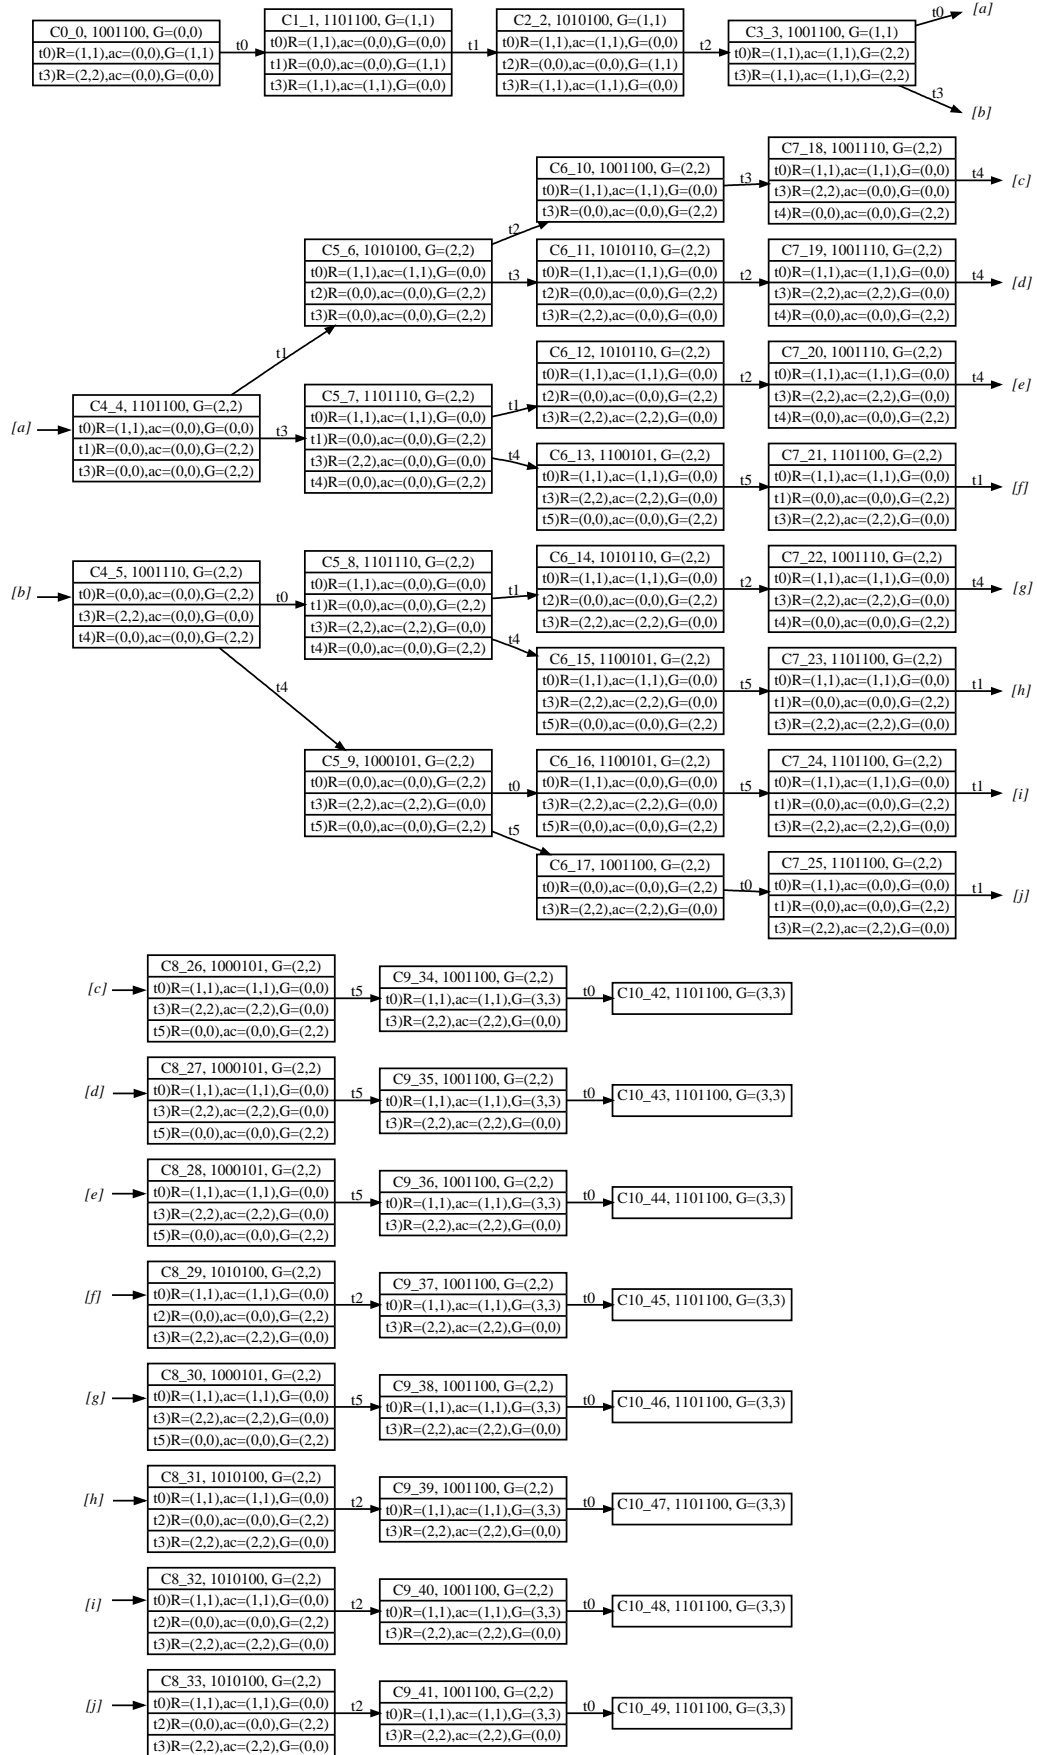 C0_0, 1001100, G=(0,0)
t0)R=(1,1),ac=(0,0),G=(1,1)
t3)R=(2,2),ac=(0,0),G=(0,0)
t0
C1_1, 1101100, G=(1,1)
t0)R=(1,1),ac=(0,0),G=(0,0)
t1)R=(0,0),ac=(0,0),G=(1,1)
t3)R=(1,1),ac=(1,1),G=(0,0)
t1
C2_2, 1010100, G=(1,1)
t0)R=(1,1),ac=(1,1),G=(0,0)
t2)R=(0,0),ac=(0,0),G=(1,1)
t3)R=(1,1),ac=(1,1),G=(0,0)
t2
C3_3, 1001100, G=(1,1)
t0)R=(1,1),ac=(1,1),G=(2,2)
t3)R=(1,1),ac=(1,1),G=(2,2)
t0
[a]
t3
[b]
[a]
C4_4, 1101100, G=(2,2)
t0)R=(1,1),ac=(0,0),G=(0,0)
t1)R=(0,0),ac=(0,0),G=(2,2)
t3)R=(0,0),ac=(0,0),G=(2,2)
t1
t3
C5_6, 1010100, G=(2,2)
t0)R=(1,1),ac=(1,1),G=(0,0)
t2)R=(0,0),ac=(0,0),G=(2,2)
t3)R=(0,0),ac=(0,0),G=(2,2)
t2
t3
C6_10, 1001100, G=(2,2)
t0)R=(1,1),ac=(1,1),G=(0,0)
t3)R=(0,0),ac=(0,0),G=(2,2)
t3
C7_18, 1001110, G=(2,2)
t0)R=(1,1),ac=(1,1),G=(0,0)
t3)R=(2,2),ac=(0,0),G=(0,0)
t4)R=(0,0),ac=(0,0),G=(2,2)
t4
[c]
C6_11, 1010110, G=(2,2)
t0)R=(1,1),ac=(1,1),G=(0,0)
t2)R=(0,0),ac=(0,0),G=(2,2)
t3)R=(2,2),ac=(0,0),G=(0,0)
t2
C7_19, 1001110, G=(2,2)
t0)R=(1,1),ac=(1,1),G=(0,0)
t3)R=(2,2),ac=(2,2),G=(0,0)
t4)R=(0,0),ac=(0,0),G=(2,2)
t4
[d]
C5_7, 1101110, G=(2,2)
t0)R=(1,1),ac=(1,1),G=(0,0)
t1)R=(0,0),ac=(0,0),G=(2,2)
t3)R=(2,2),ac=(0,0),G=(0,0)
t4)R=(0,0),ac=(0,0),G=(2,2)
t1
t4
C6_12, 1010110, G=(2,2)
t0)R=(1,1),ac=(1,1),G=(0,0)
t2)R=(0,0),ac=(0,0),G=(2,2)
t3)R=(2,2),ac=(2,2),G=(0,0)
t2
C7_20, 1001110, G=(2,2)
t0)R=(1,1),ac=(1,1),G=(0,0)
t3)R=(2,2),ac=(2,2),G=(0,0)
t4)R=(0,0),ac=(0,0),G=(2,2)
t4
[e]
C6_13, 1100101, G=(2,2)
t0)R=(1,1),ac=(1,1),G=(0,0)
t3)R=(2,2),ac=(2,2),G=(0,0)
t5)R=(0,0),ac=(0,0),G=(2,2)
t5
C7_21, 1101100, G=(2,2)
t0)R=(1,1),ac=(1,1),G=(0,0)
t1)R=(0,0),ac=(0,0),G=(2,2)
t3)R=(2,2),ac=(2,2),G=(0,0)
t1
[f]
[b]
C4_5, 1001110, G=(2,2)
t0)R=(0,0),ac=(0,0),G=(2,2)
t3)R=(2,2),ac=(0,0),G=(0,0)
t4)R=(0,0),ac=(0,0),G=(2,2)
t0
t4
C5_8, 1101110, G=(2,2)
t0)R=(1,1),ac=(0,0),G=(0,0)
t1)R=(0,0),ac=(0,0),G=(2,2)
t3)R=(2,2),ac=(2,2),G=(0,0)
t4)R=(0,0),ac=(0,0),G=(2,2)
t1
t4
C6_14, 1010110, G=(2,2)
t0)R=(1,1),ac=(1,1),G=(0,0)
t2)R=(0,0),ac=(0,0),G=(2,2)
t3)R=(2,2),ac=(2,2),G=(0,0)
t2
C7_22, 1001110, G=(2,2)
t0)R=(1,1),ac=(1,1),G=(0,0)
t3)R=(2,2),ac=(2,2),G=(0,0)
t4)R=(0,0),ac=(0,0),G=(2,2)
t4
[g]
C6_15, 1100101, G=(2,2)
t0)R=(1,1),ac=(1,1),G=(0,0)
t3)R=(2,2),ac=(2,2),G=(0,0)
t5)R=(0,0),ac=(0,0),G=(2,2)
t5
C7_23, 1101100, G=(2,2)
t0)R=(1,1),ac=(1,1),G=(0,0)
t1)R=(0,0),ac=(0,0),G=(2,2)
t3)R=(2,2),ac=(2,2),G=(0,0)
t1
[h]
C5_9, 1000101, G=(2,2)
t0)R=(0,0),ac=(0,0),G=(2,2)
t3)R=(2,2),ac=(2,2),G=(0,0)
t5)R=(0,0),ac=(0,0),G=(2,2)
t0
t5
C6_16, 1100101, G=(2,2)
t0)R=(1,1),ac=(0,0),G=(0,0)
t3)R=(2,2),ac=(2,2),G=(0,0)
t5)R=(0,0),ac=(0,0),G=(2,2)
t5
C7_24, 1101100, G=(2,2)
t0)R=(1,1),ac=(1,1),G=(0,0)
t1)R=(0,0),ac=(0,0),G=(2,2)
t3)R=(2,2),ac=(2,2),G=(0,0)
t1
[i]
C6_17, 1001100, G=(2,2)
t0)R=(0,0),ac=(0,0),G=(2,2)
t3)R=(2,2),ac=(2,2),G=(0,0)
t0
C7_25, 1101100, G=(2,2)
t0)R=(1,1),ac=(0,0),G=(0,0)
t1)R=(0,0),ac=(0,0),G=(2,2)
t3)R=(2,2),ac=(2,2),G=(0,0)
t1
[j]
[c]
C8_26, 1000101, G=(2,2)
t0)R=(1,1),ac=(1,1),G=(0,0)
t3)R=(2,2),ac=(2,2),G=(0,0)
t5)R=(0,0),ac=(0,0),G=(2,2)
t5
C9_34, 1001100, G=(2,2)
t0)R=(1,1),ac=(1,1),G=(3,3)
t3)R=(2,2),ac=(2,2),G=(0,0)
t0
C10_42, 1101100, G=(3,3)
[d]
C8_27, 1000101, G=(2,2)
t0)R=(1,1),ac=(1,1),G=(0,0)
t3)R=(2,2),ac=(2,2),G=(0,0)
t5)R=(0,0),ac=(0,0),G=(2,2)
t5
C9_35, 1001100, G=(2,2)
t0)R=(1,1),ac=(1,1),G=(3,3)
t3)R=(2,2),ac=(2,2),G=(0,0)
t0
C10_43, 1101100, G=(3,3)
[e]
C8_28, 1000101, G=(2,2)
t0)R=(1,1),ac=(1,1),G=(0,0)
t3)R=(2,2),ac=(2,2),G=(0,0)
t5)R=(0,0),ac=(0,0),G=(2,2)
t5
C9_36, 1001100, G=(2,2)
t0)R=(1,1),ac=(1,1),G=(3,3)
t3)R=(2,2),ac=(2,2),G=(0,0)
t0
C10_44, 1101100, G=(3,3)
[f]
C8_29, 1010100, G=(2,2)
t0)R=(1,1),ac=(1,1),G=(0,0)
t2)R=(0,0),ac=(0,0),G=(2,2)
t3)R=(2,2),ac=(2,2),G=(0,0)
t2
C9_37, 1001100, G=(2,2)
t0)R=(1,1),ac=(1,1),G=(3,3)
t3)R=(2,2),ac=(2,2),G=(0,0)
t0
C10_45, 1101100, G=(3,3)
[g]
C8_30, 1000101, G=(2,2)
t0)R=(1,1),ac=(1,1),G=(0,0)
t3)R=(2,2),ac=(2,2),G=(0,0)
t5)R=(0,0),ac=(0,0),G=(2,2)
t5
C9_38, 1001100, G=(2,2)
t0)R=(1,1),ac=(1,1),G=(3,3)
t3)R=(2,2),ac=(2,2),G=(0,0)
t0
C10_46, 1101100, G=(3,3)
[h]
C8_31, 1010100, G=(2,2)
t0)R=(1,1),ac=(1,1),G=(0,0)
t2)R=(0,0),ac=(0,0),G=(2,2)
t3)R=(2,2),ac=(2,2),G=(0,0)
t2
C9_39, 1001100, G=(2,2)
t0)R=(1,1),ac=(1,1),G=(3,3)
t3)R=(2,2),ac=(2,2),G=(0,0)
t0
C10_47, 1101100, G=(3,3)
[i]
C8_32, 1010100, G=(2,2)
t0)R=(1,1),ac=(1,1),G=(0,0)
t2)R=(0,0),ac=(0,0),G=(2,2)
t3)R=(2,2),ac=(2,2),G=(0,0)
t2
C9_40, 1001100, G=(2,2)
t0)R=(1,1),ac=(1,1),G=(3,3)
t3)R=(2,2),ac=(2,2),G=(0,0)
t0
C10_48, 1101100, G=(3,3)
[j]
C8_33, 1010100, G=(2,2)
t0)R=(1,1),ac=(1,1),G=(0,0)
t2)R=(0,0),ac=(0,0),G=(2,2)
t3)R=(2,2),ac=(2,2),G=(0,0)
t2
C9_41, 1001100, G=(2,2)
t0)R=(1,1),ac=(1,1),G=(3,3)
t3)R=(2,2),ac=(2,2),G=(0,0)
t0
C10_49, 1101100, G=(3,3)